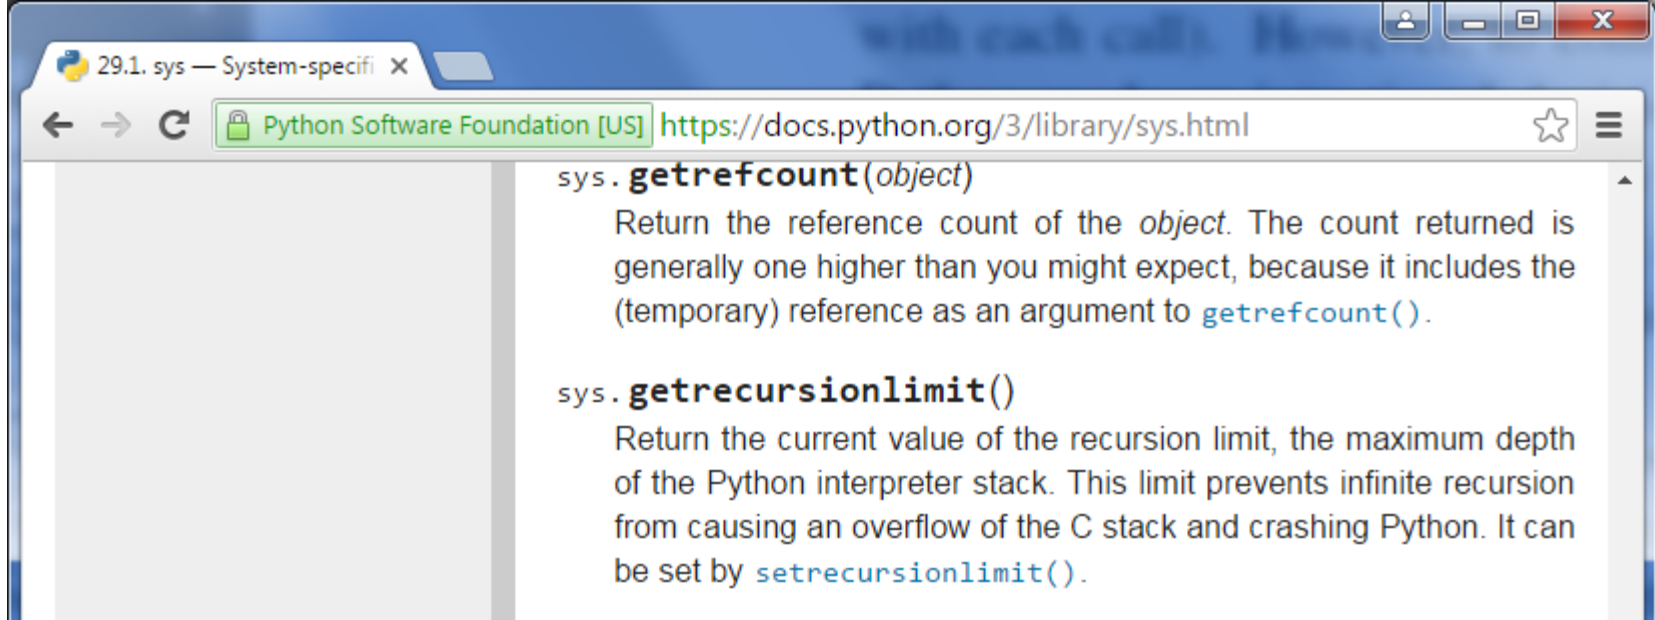 with each call). How
29.1. sys — System-specifi
Python Software Foundation [US] https://docs.python.org/3/library/sys.html
sys.getrefcount(object)
Return the reference count of the object. The count returned is
generally one higher than you might expect, because it includes the
(temporary) reference as an argument to getrefcount().
sys.getrecursionlimit()
Return the current value of the recursion limit, the maximum depth
of the Python interpreter stack. This limit prevents infinite recursion
from causing an overflow of the C stack and crashing Python. It can
be set by setrecursionlimit().